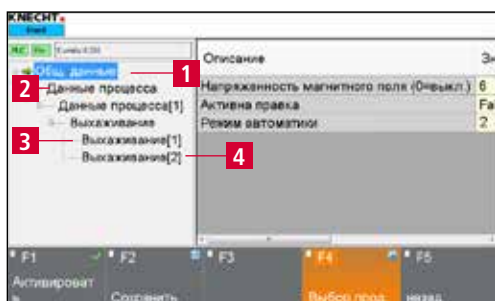 KNECHT
Общ. данные
1
2
Данные процесса
Данные процесса[1]
Выхаживание
3
Выхаживание[1]
Выхаживание[2]
4
Описание
Зн
Напряженность магнитного поля (0=выкл.) 6
Активна правка Fa
Режим автоматики 2
F1 F2 F3 F4 F5
Активироват
ь Сохранить Выбор прод. назад